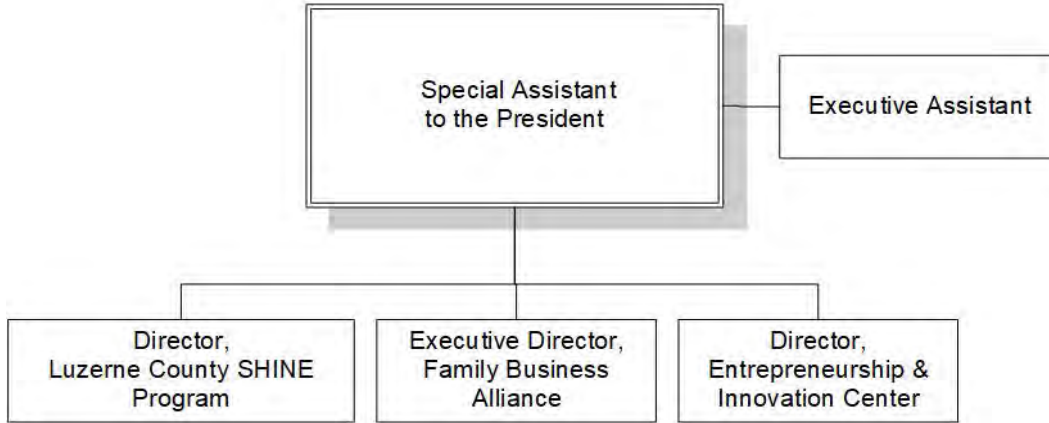 Special Assistant
to the President
Executive Assistant
Director,
Luzerne County SHINE
Program
Executive Director,
Family Business
Alliance
Director,
Entrepreneurship &
Innovation Center